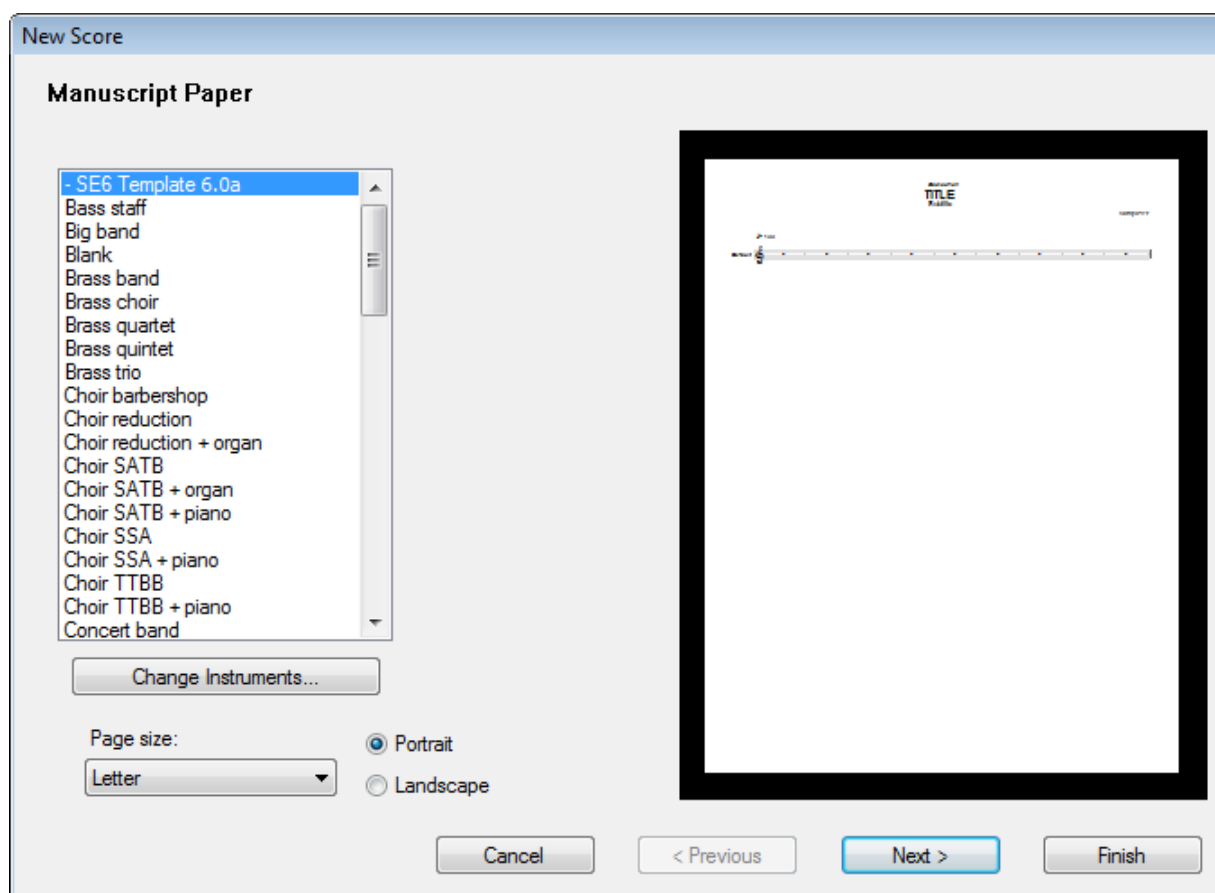 New Score
Manuscript Paper
- SE6 Template 6.0a
Bass staff
Big band
Blank
Brass band
Brass choir
Brass quartet
Brass quintet
Brass trio
Choir barbershop
Choir reduction
Choir reduction + organ
Choir SATB
Choir SATB + organ
Choir SATB + piano
Choir SSA
Choir SSA + piano
Choir TTBB
Choir TTBB + piano
Concert band
Change Instruments...
Page size:
Letter
Portrait
Landscape
TITLE
Cancel
< Previous
Next >
Finish